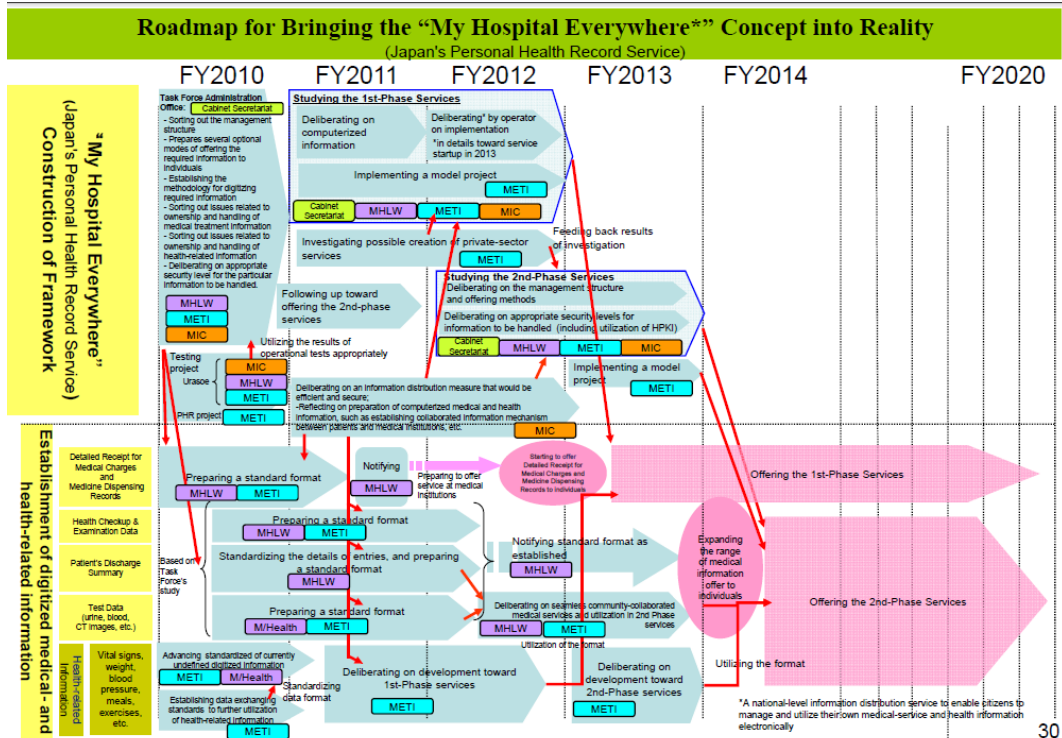 Roadmap for Bringing the “My Hospital Everywhere*” Concept into Reality
(Japan's Personal Health Record Service)
FY2010
FY2011
FY2012
FY2013
FY2014
FY2020
“My Hospital Everywhere”
(Japan's Personal Health Record Service)
Construction of Framework
Task Force Administration
Office:
Cabinet Secretariat
- Sorting out the management
structure
- Prepares several optional
modes of offering the
required information to
individuals
- Establishing the
methodology for digitizing
required information
- Sorting out issues related to
ownership and handling of
medical treatment information
- Sorting out issues related to
ownership and handling of
health-related information
- Deliberating on appropriate
security level for the particular
information to be handled.
MHLW
METI
MIC
Studying the 1st-Phase Services
Deliberating on
computerized
information
Deliberating* by operator
on implementation
*in details toward service
startup in 2013
Implementing a model project
METI
Cabinet
Secretariat
MHLW
METI
MIC
Investigating possible creation of private-sector
services
METI
Feeding back results
of investigation
Following up toward
offering the 2nd-phase
services
Studying the 2nd-Phase Services
Deliberating on the management structure
and offering methods
Deliberating on appropriate security levels for
information to be handled (including utilization of HPKI)
Cabinet
Secretariat
MHLW
METI
MIC
Implementing a model
project
METI
Utilizing the results of
operational tests appropriately
Testing
project
Urasoe
MIC
MHLW
METI
PHR project
METI
Deliberating on an information distribution measure that would be
efficient and secure;
-Reflecting on preparation of computerized medical and health
information, such as establishing collaborated information mechanism
between patients and medical institutions, etc.
MIC
Establishment of digitized medical- and
health-related information
Detailed Receipt for
Medical Charges and
Medicine Dispensing
Records
Preparing a standard format
MHLW
METI
Notifying
MHLW
Preparing to offer
service at medical
institutions
Starting to offer
Detailed Receipt for
Medical Charges and
Medicine Dispensing
Records to individuals
Offering the 1st-Phase Services
Health Checkup &
Examination Data
Preparing a standard format
MHLW
METI
Patient's Discharge
Summary
Based on
Task
Force's
study
Standardizing the details of entries, and preparing
a standard format
MHLW
Notifying standard format as
established
MHLW
Expanding
the range
of medical
information
offer to
individuals
Test Data
(urine, blood,
CT images, etc.)
Preparing a standard format
M/Health
METI
Deliberating on seamless community-collaborated
medical services and utilization in 2nd Phase
services
MHLW
METI
Utilization of the format
Offering the 2nd-Phase Services
Health-related
Information
Vital signs,
weight,
blood
pressure,
meals,
exercises,
etc.
Advancing standardized of currently
undefined digitized information
METI
M/Health
Standardizing
data format
Establishing data exchanging
standards to further utilization
of health-related information
METI
Deliberating on development toward
1st-Phase services
METI
Deliberating on
development toward
2nd-Phase services
METI
Utilizing the format
*A national-level information distribution service to enable citizens to
manage and utilize their own medical-service and health information
electronically
30